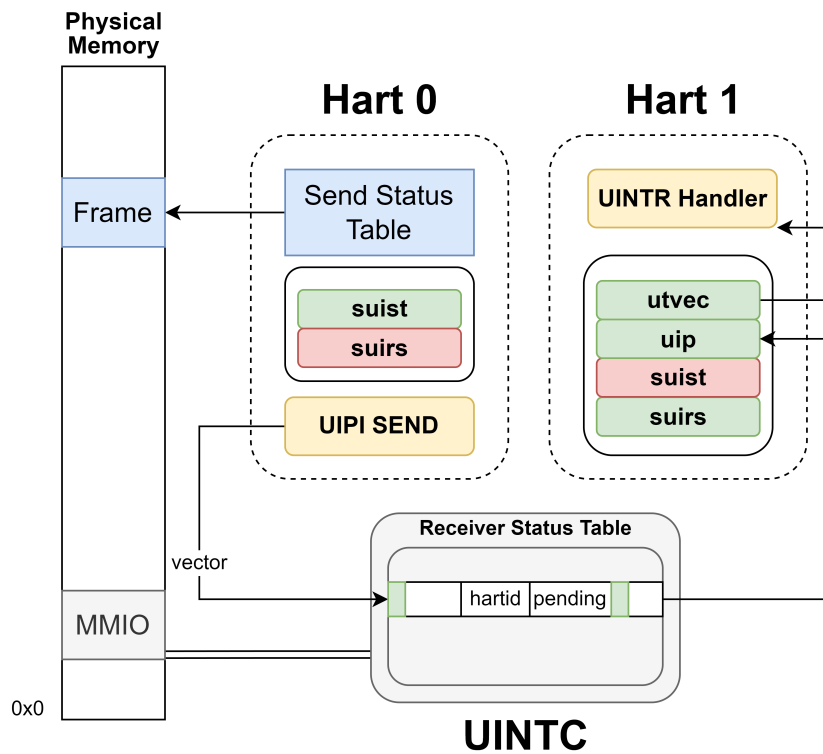 Physical
Memory
Hart 0
Hart 1
Frame
Send Status
Table
UINTR Handler
suist
suirs
utvec
uip
suist
suirs
UIPI SEND
vector
Receiver Status Table
hartid
pending
MMIO
0x0
UINTC